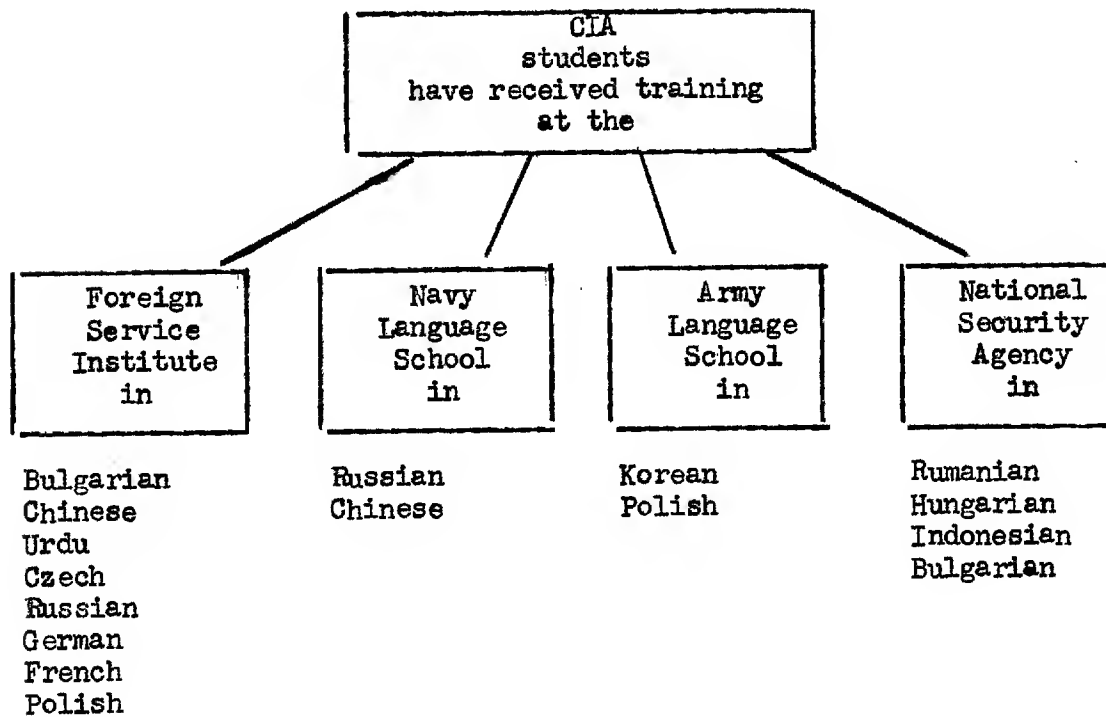 CIA
students
have received training
at the
Foreign
Service
Institute
in
Navy
Language
School
in
Army
Language
School
in
National
Security
Agency
in
Bulgarian
Chinese
Urdu
Czech
Russian
German
French
Polish
Russian
Chinese
Korean
Polish
Rumanian
Hungarian
Indonesian
Bulgarian